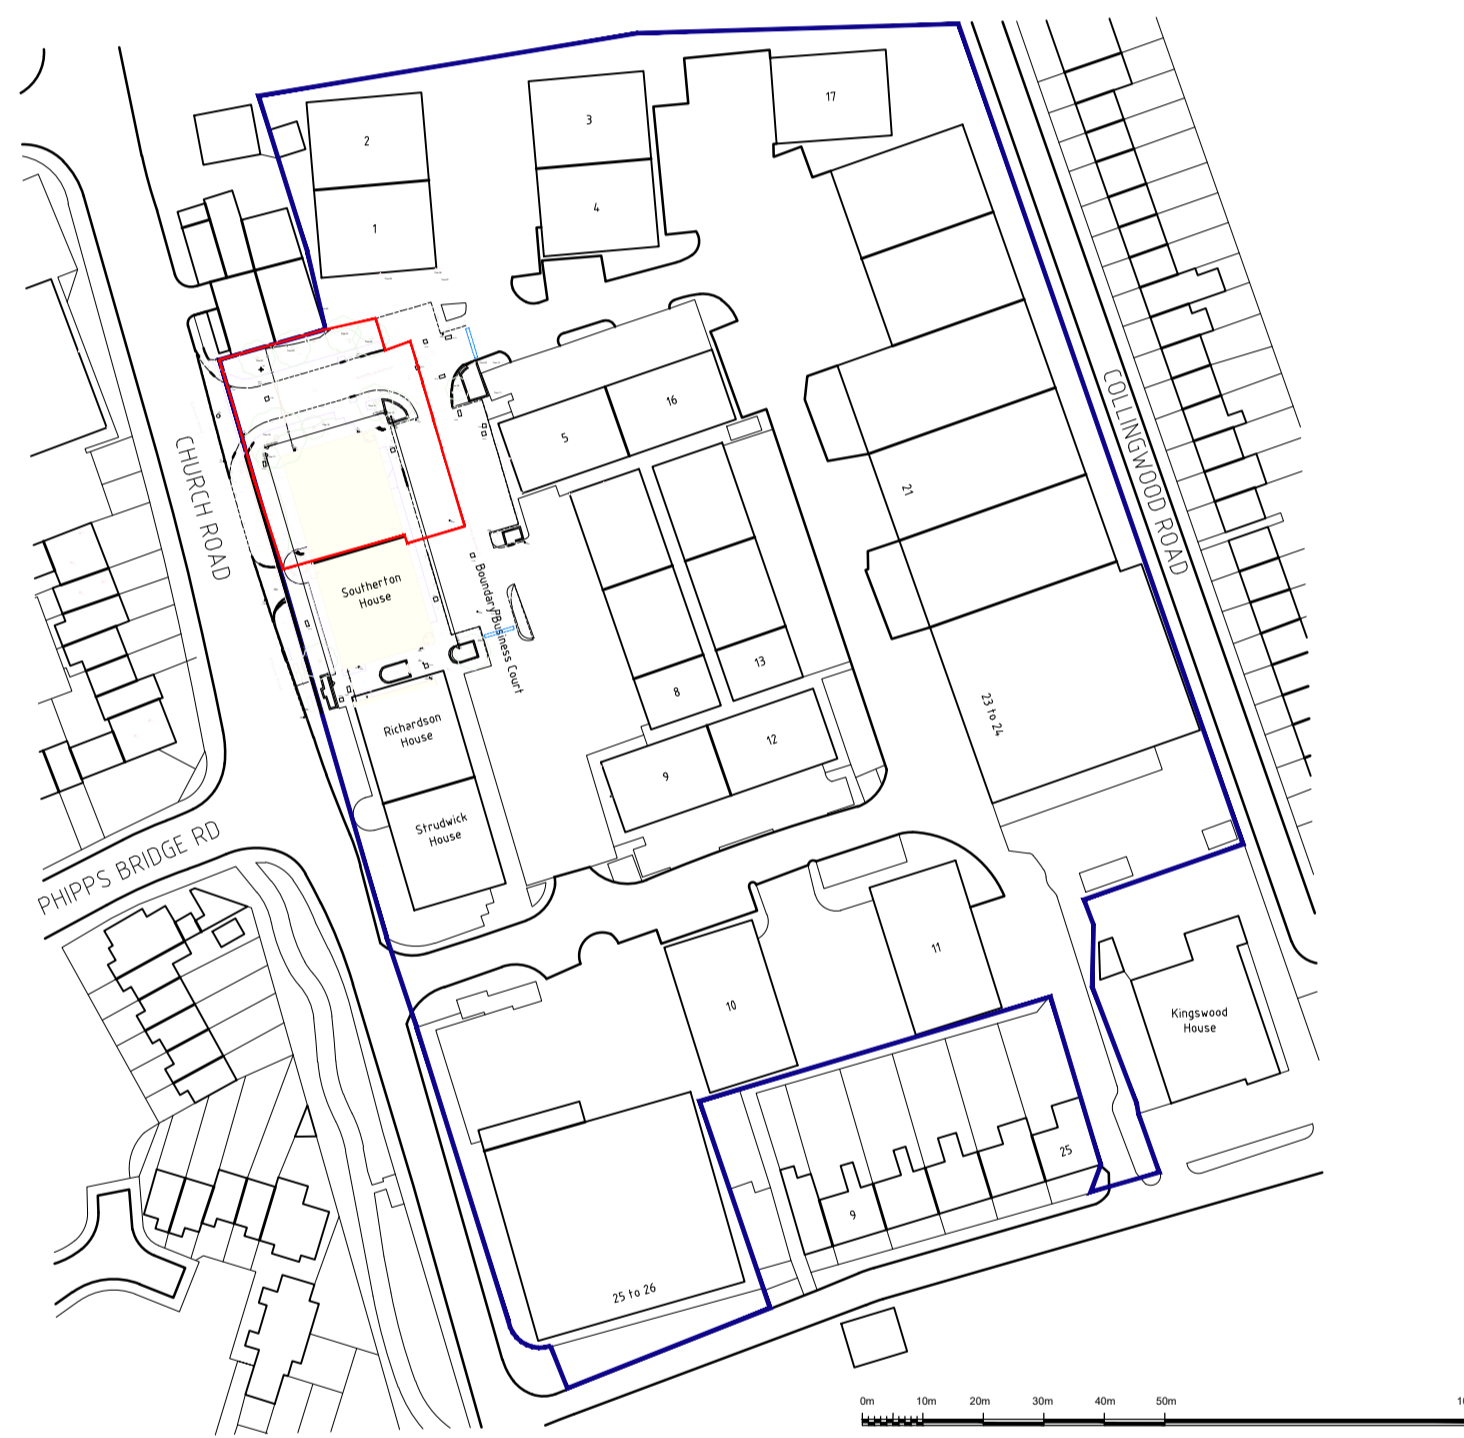 17
2
3
1
4
16
5
CHURCH ROAD
COLLINGWOOD ROAD
21
Southerton
House
Boundary Business Court
13
8
23 to 24
Richardson
House
12
9
Strudwick
House
PHIPPS BRIDGE RD
11
10
Kingswood
House
25
9
25 to 26
0m 10m 20m 30m 40m 50m